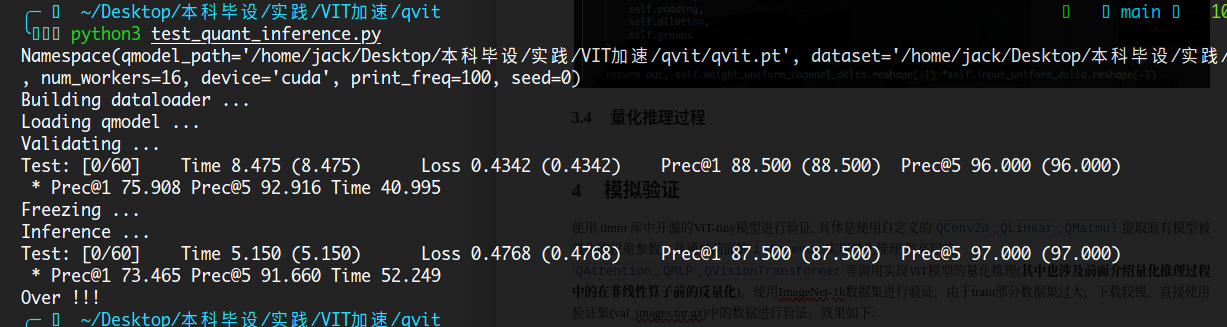 ~/Desktop/本科毕设/实践/VIT加速/qvit
main 10
python3 test_quant_inference.py
Namespace(qmodel_path='/home/jack/Desktop/本科毕设/实践/VIT加速/qvit/qvit.pt', dataset='/home/jack/Desktop/本科毕设/实践/VIT加速/
, num_workers=16, device='cuda', print_freq=100, seed=0)
Building dataloader ...
Loading qmodel ...
Validating ...
Test: [0/60] Time 8.475 (8.475) Loss 0.4342 (0.4342) Prec@1 88.500 (88.500) Prec@5 96.000 (96.000)
* Prec@1 75.908 Prec@5 92.916 Time 40.995
Freezing ...
Inference ...
Test: [0/60] Time 5.150 (5.150) Loss 0.4768 (0.4768) Prec@1 87.500 (87.500) Prec@5 97.000 (97.000)
* Prec@1 73.465 Prec@5 91.660 Time 52.249
Over !!!
~/Desktop/本科毕设/实践/VIT加速/qvit
self.padding,
self.dilation,
self.groups
return out, self.weight_uniform_channel_delta.reshape(-1) *self.input_uniform_delta.reshape(-1)
3.4 量化推理过程
4 模拟验证
使用 timm 库中开源的ViT-tiny模型进行验证, 具体是使用自定义的 QConv2d , QLinear , QMatmul 提取原有模型被
QAttention , QMLP , QVisionTransformer 等调用实现ViT模型的量化推理(其中也涉及前面介绍量化推理过程
中的在非线性算子前的反量化)。使用ImageNet-1k数据集进行验证，由于train部分数据集过大，下载较慢，直接使用
验证集(val_images.tar.gz)中的数据进行验证。效果如下: